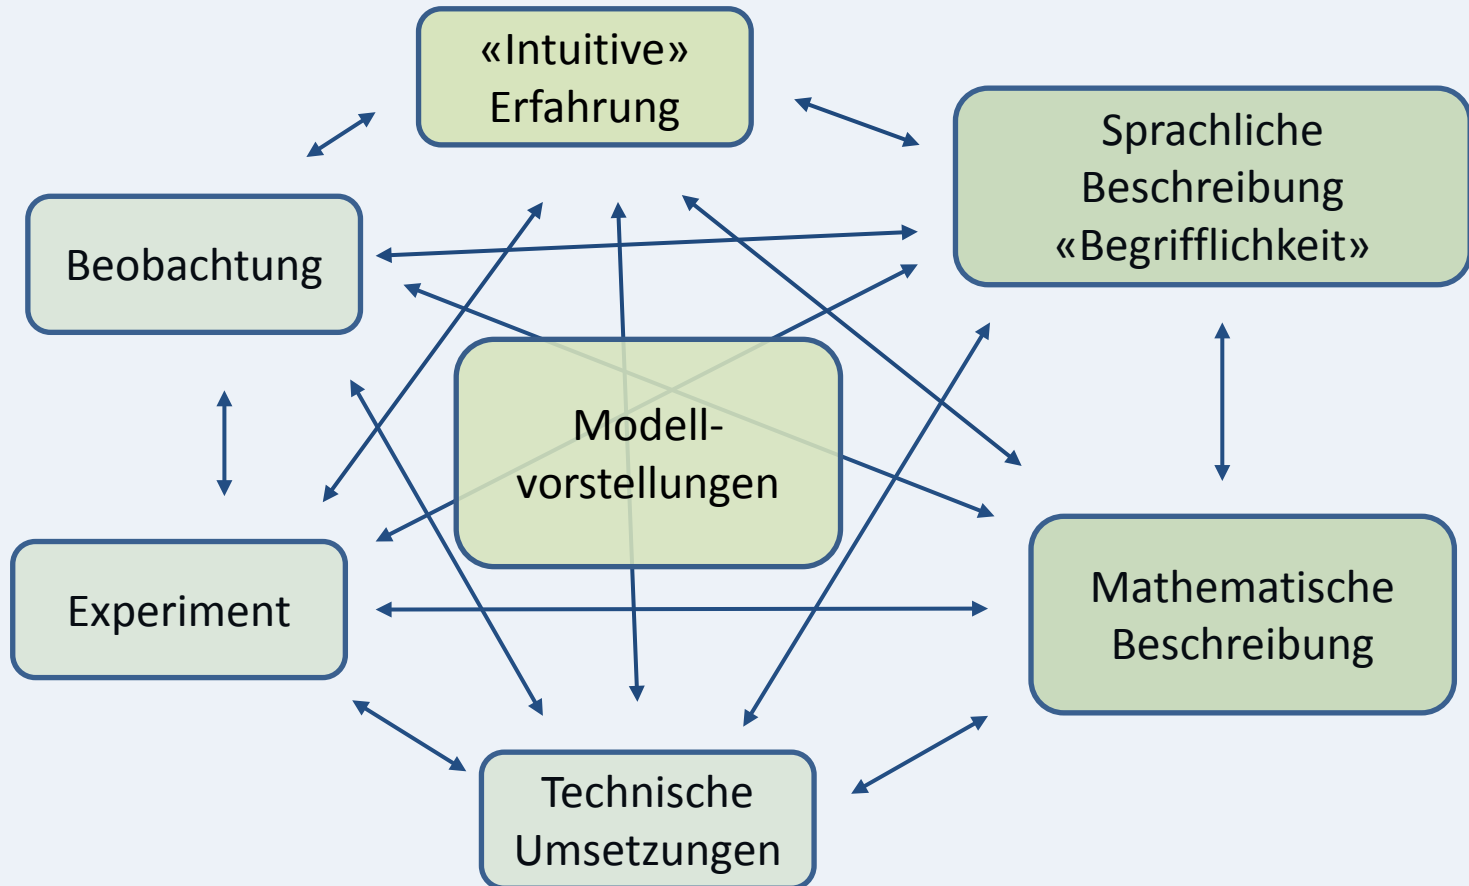 «Intuitive»
Erfahrung
Sprachliche
Beschreibung
«Begrifflichkeit»
Beobachtung
Modell-
vorstellungen
Experiment
Mathematische
Beschreibung
Technische
Umsetzungen